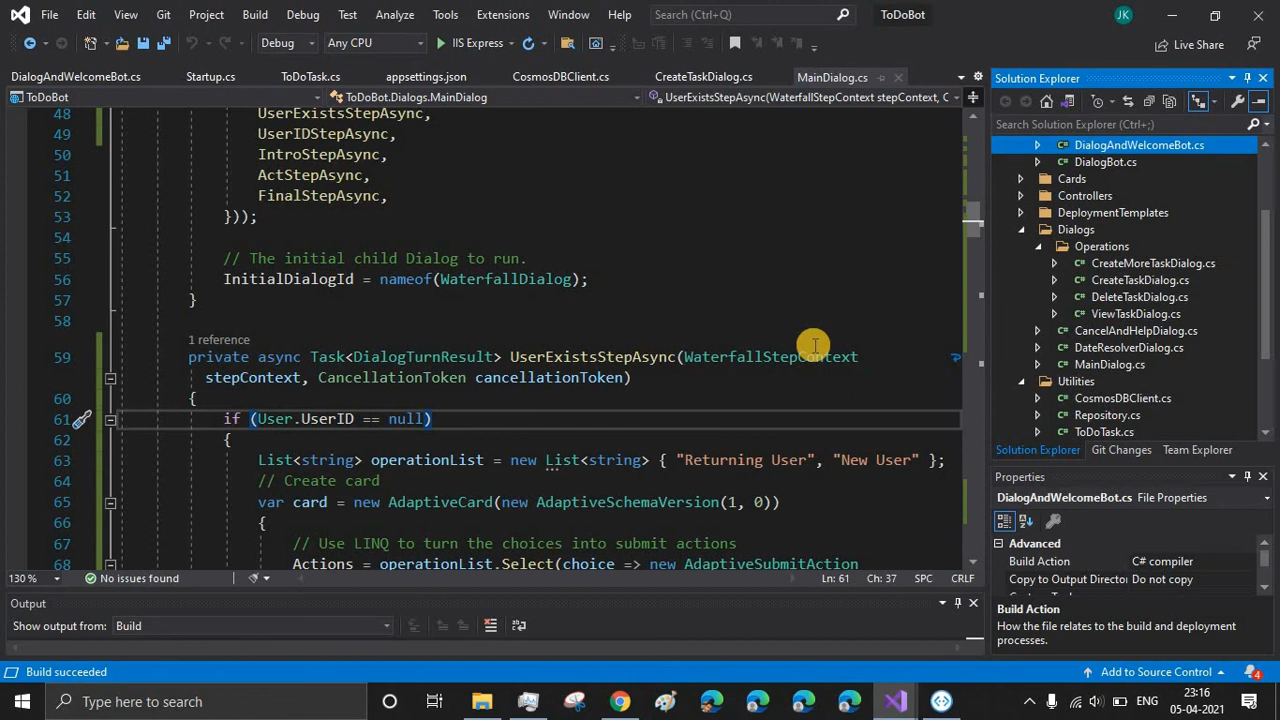 File Edit View Git Project Build Debug Test Analyze Tools Extensions Window Help Search (Ctrl+Q) ToDoBot JK
Debug Any CPU IIS Express Live Share
DialogAndWelcomeBot.cs Startup.cs ToDoTask.cs appsettings.json CosmosDBClient.cs CreateTaskDialog.cs MainDialog.cs
ToDoBot ToDoBot.Dialogs.MainDialog UserExistsStepAsync(WaterfallStepContext stepContext, C
48 UserExistsStepAsync,
49 UserIDStepAsync,
50 IntroStepAsync,
51 ActStepAsync,
52 FinalStepAsync,
53 }));
54
55 // The initial child Dialog to run.
56 InitialDialogId = nameof(WaterfallDialog);
57 }
58
1 reference
59 private async Task<DialogTurnResult> UserExistsStepAsync(WaterfallStepContext
stepContext, CancellationToken cancellationToken)
60 {
61 if (User.UserID == null)
62 {
63 List<string> operationList = new List<string> { "Returning User", "New User" };
64 // Create card
65 var card = new AdaptiveCard(new AdaptiveSchemaVersion(1, 0))
66 {
67 // Use LINQ to turn the choices into submit actions
68 Actions = operationList.Select(choice => new AdaptiveSubmitAction
130 % No issues found Ln: 61 Ch: 37 SPC CRLF
Output
Show output from: Build
Solution Explorer
Search Solution Explorer (Ctrl+;)
DialogAndWelcomeBot.cs
DialogBot.cs
Cards
Controllers
DeploymentTemplates
Dialogs
Operations
CreateMoreTaskDialog.cs
CreateTaskDialog.cs
DeleteTaskDialog.cs
ViewTaskDialog.cs
CancelAndHelpDialog.cs
DateResolverDialog.cs
MainDialog.cs
Utilities
CosmosDBClient.cs
Repository.cs
ToDoTask.cs
Solution Explorer Git Changes Team Explorer
Properties
DialogAndWelcomeBot.cs File Properties
Advanced
Build Action C# compiler
Copy to Output Director Do not copy
Build Action
How the file relates to the build and deployment
processes.
Build succeeded Add to Source Control 4
Type here to search ENG 23:16
05-04-2021